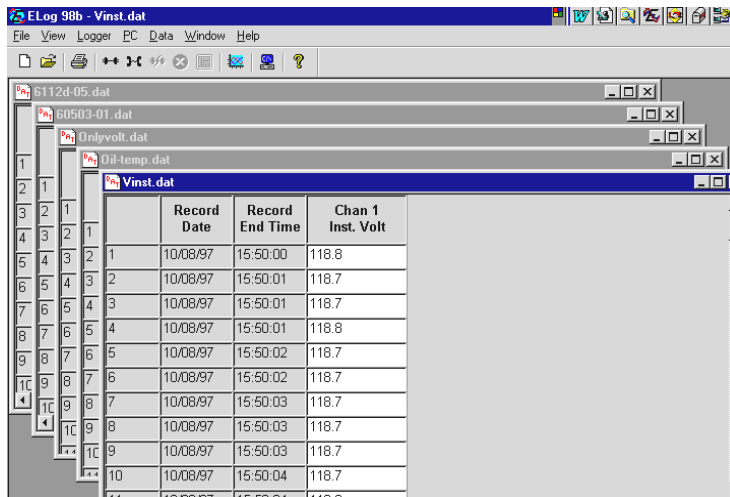 ELog 98b - Vinst.dat
File View Logger PC Data Window Help
6112d-05.dat
60503-01.dat
Onlyvolt.dat
Oil-temp.dat
Vinst.dat
Record Date Record End Time Chan 1 Inst. Volt
1 10/08/97 15:50:00 118.8
2 10/08/97 15:50:01 118.7
3 10/08/97 15:50:01 118.7
4 10/08/97 15:50:01 118.8
5 10/08/97 15:50:02 118.7
6 10/08/97 15:50:02 118.7
7 10/08/97 15:50:03 118.7
8 10/08/97 15:50:03 118.7
9 10/08/97 15:50:03 118.7
10 10/08/97 15:50:04 118.7